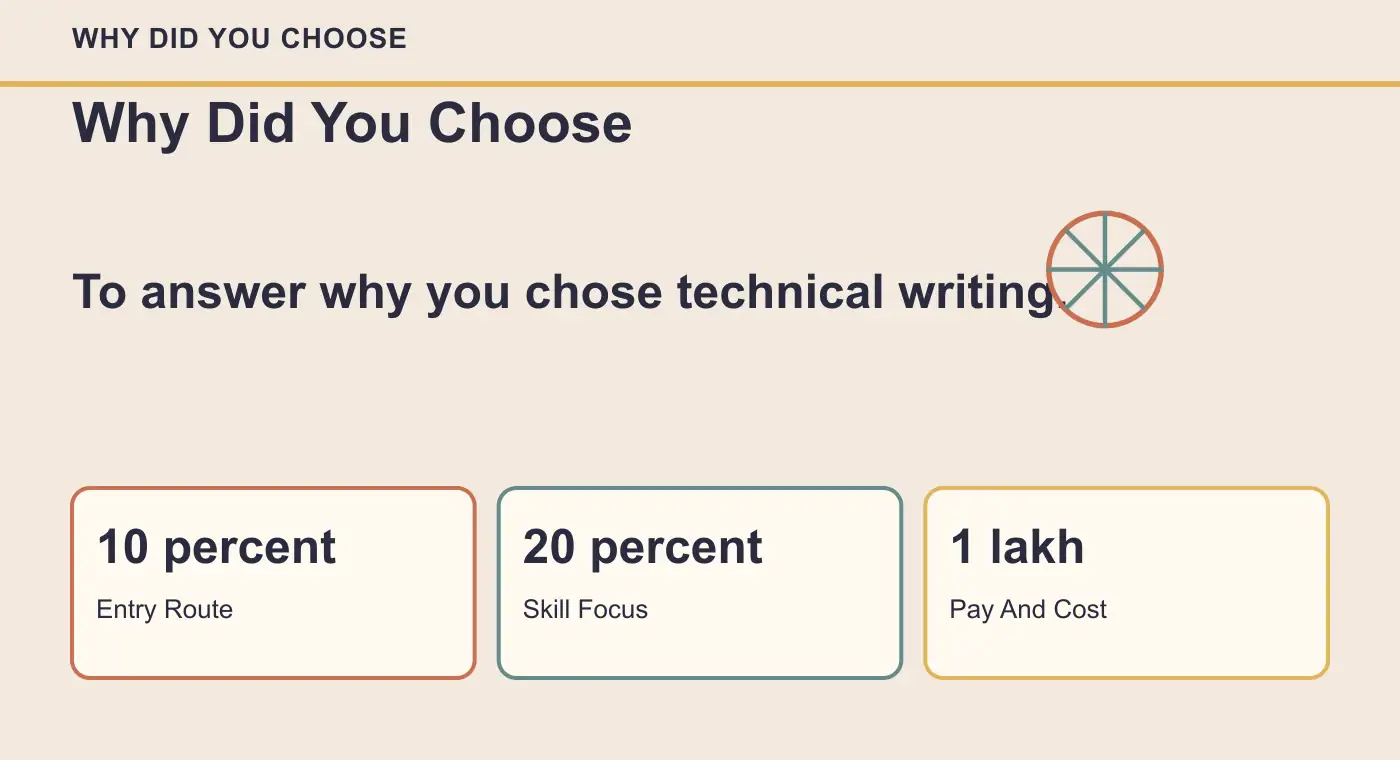 WHY DID YOU CHOOSE
Why Did You Choose
To answer why you chose technical writing.
10 percent
Entry Route
20 percent
Skill Focus
1 lakh
Pay And Cost